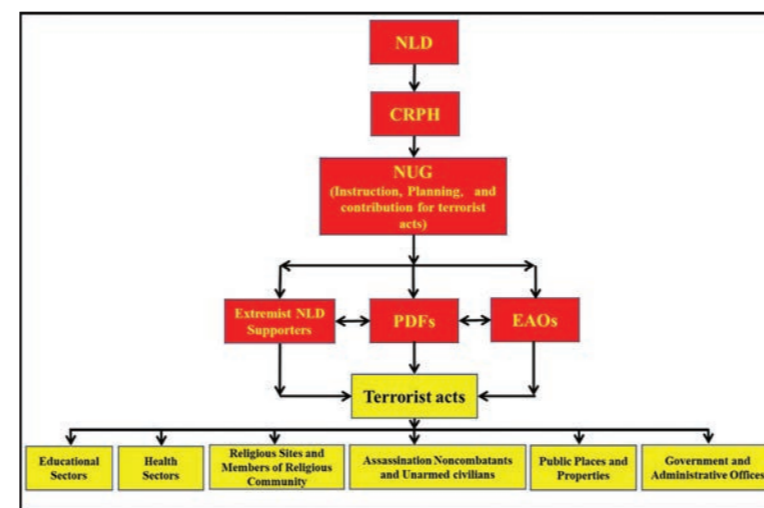 NLD
CRPH
NUG
(Instruction, Planning, and
contribution for terrorist
acts)
Extremist NLD
Supporters
PDFs
EAOs
Terrorist acts
Educational
Sectors
Health
Sectors
Religious Sites and
Members of Religious
Community
Assassination Noncombatants
and Unarmed civilians
Public Places and
Properties
Government and
Administrative Offices